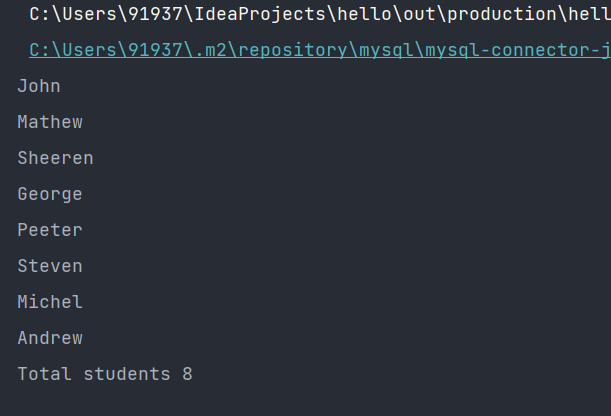 C:\Users\91937\IdeaProjects\hello\out\production\hell
C:\Users\91937\.m2\repository\mysql\mysql-connector-j
John
Mathew
Sheeren
George
Peeter
Steven
Michel
Andrew
Total students 8